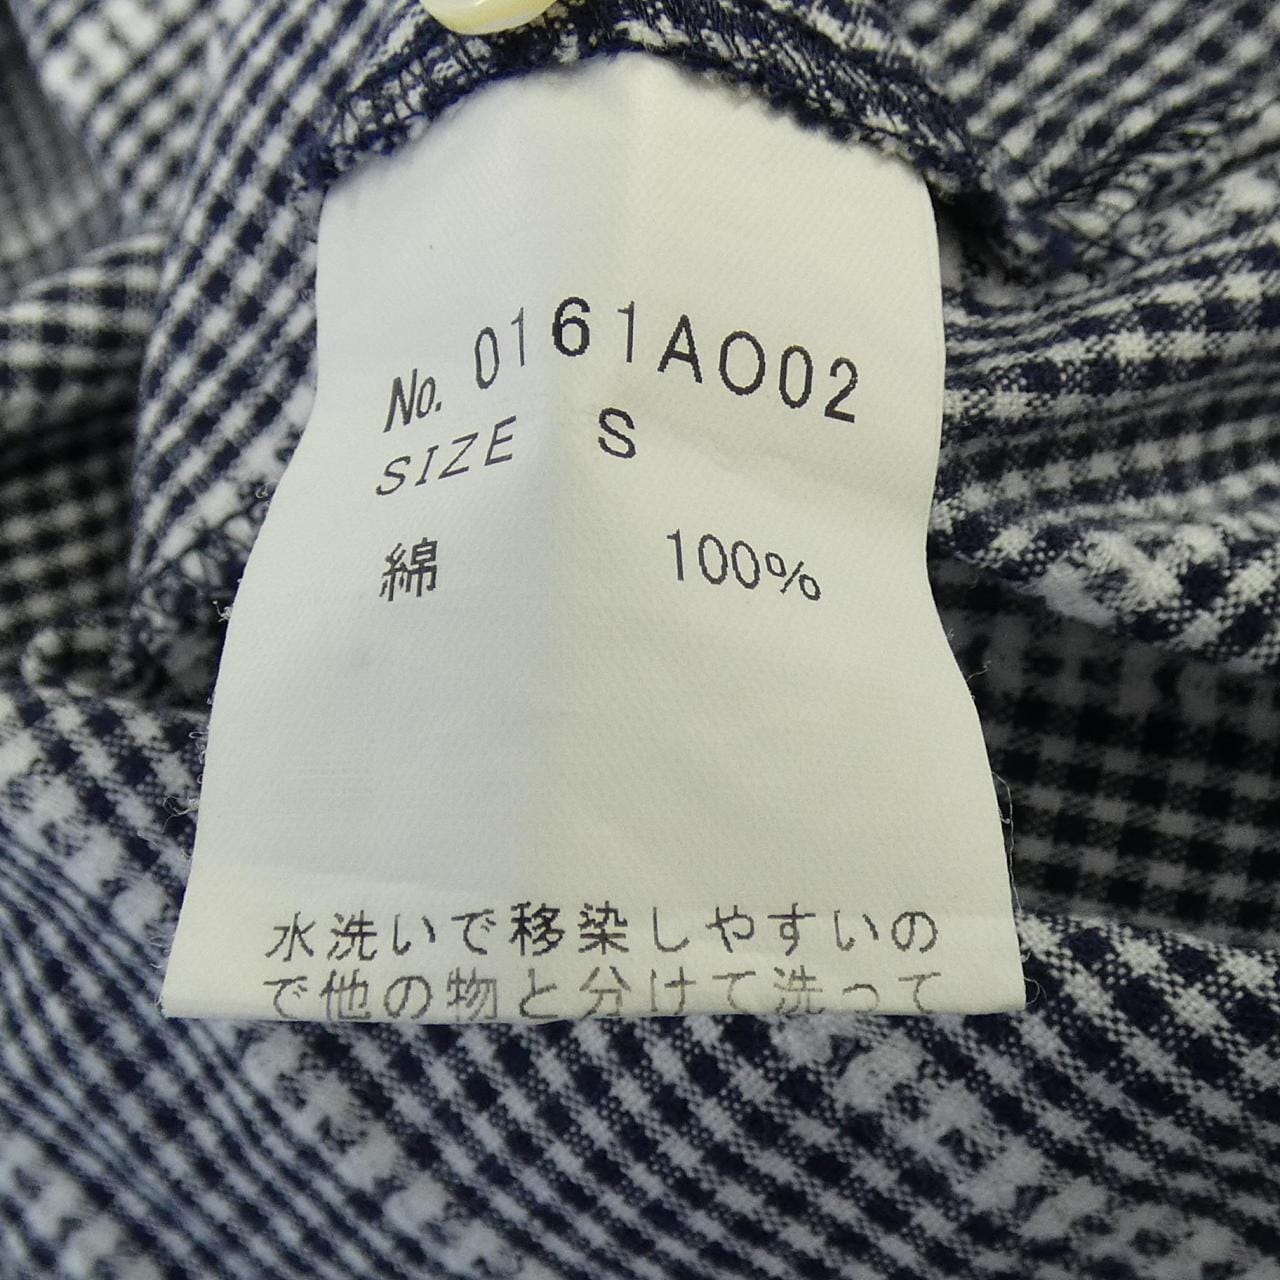 No. 0161A002
SIZE S
綿 100%
水洗いで移染しやすいの
で他の物と分けて洗って